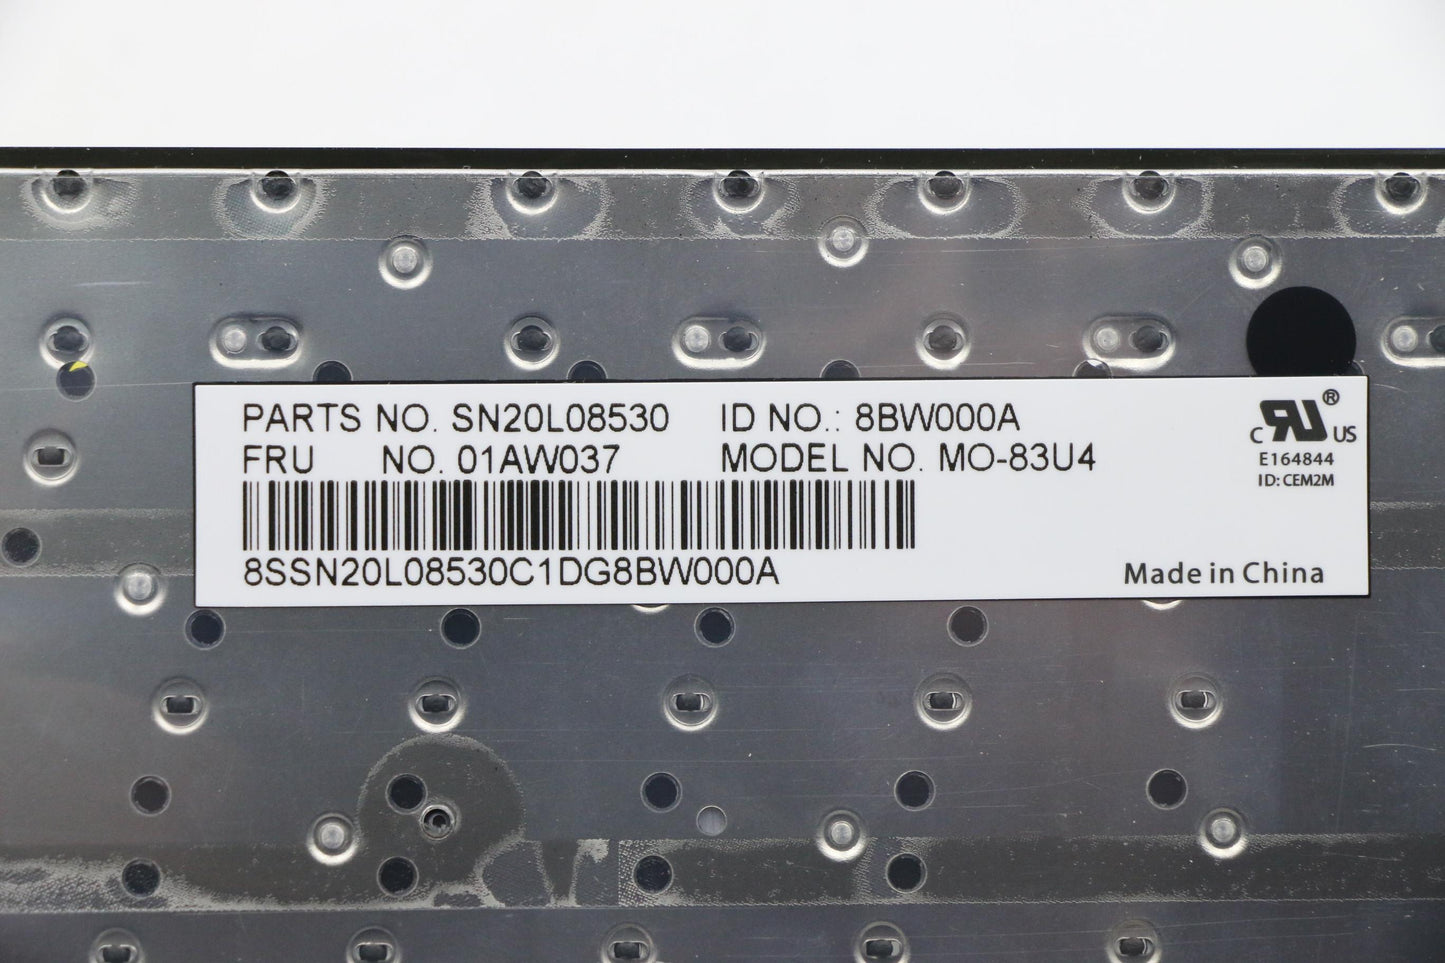 PARTS NO. SN20L08530 ID NO.: 8BW000A
FRU NO. 01AW037 MODEL NO. MO-83U4
8SSN20L08530C1DG8BW000A
C RU US ®
E164844
ID: CEM2M
Made in China